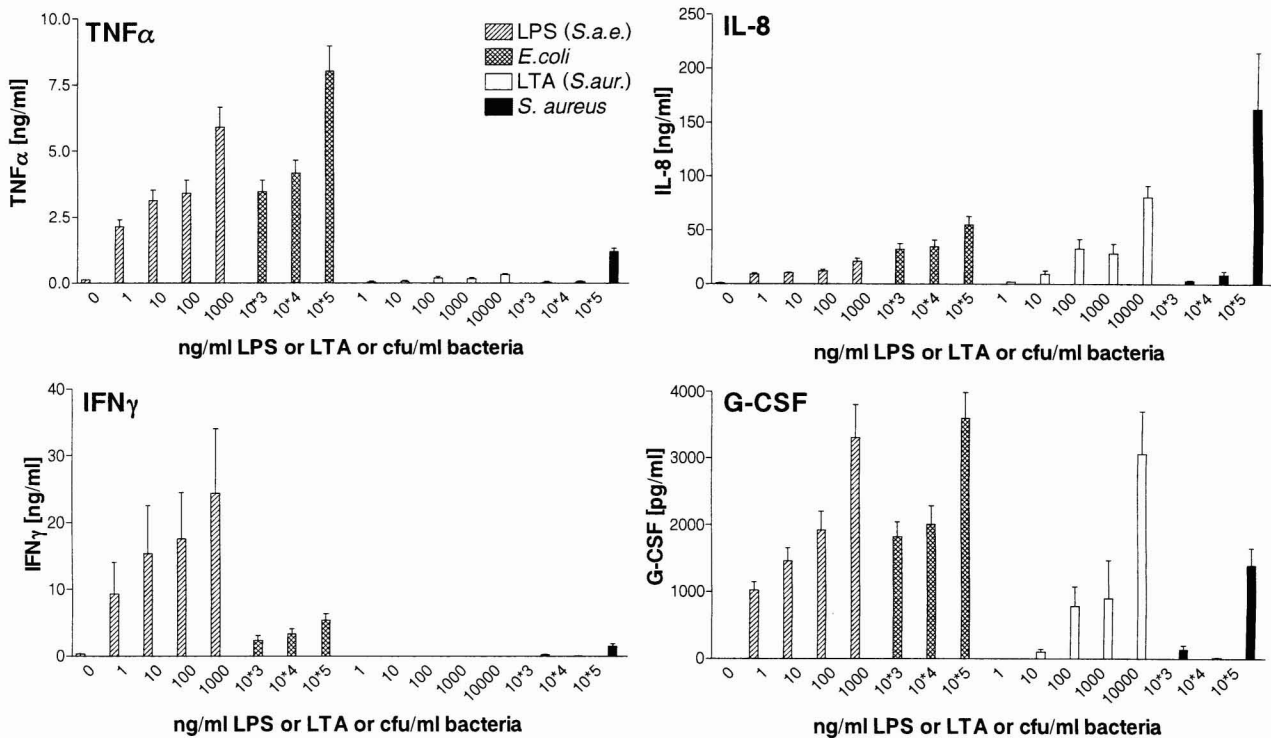 TNFα
TNFα [ng/ml]
10.0
7.5
5.0
2.5
0.0
LPS (S.a.e.)
E.coli
LTA (S.aur.)
S. aureus
0 1 10 100 1000 10*3 10*4 10*5 1 10 100 1000 10000 10*3 10*4 10*5
ng/ml LPS or LTA or cfu/ml bacteria
IL-8
IL-8 [ng/ml]
250
200
150
100
50
0
0 1 10 100 1000 10*3 10*4 10*5 1 10 100 1000 10000 10*3 10*4 10*5
ng/ml LPS or LTA or cfu/ml bacteria
IFNγ
IFNγ [ng/ml]
40
30
20
10
0
0 1 10 100 1000 10*3 10*4 10*5 1 10 100 1000 10000 10*3 10*4 10*5
ng/ml LPS or LTA or cfu/ml bacteria
G-CSF
G-CSF [pg/ml]
4000
3000
2000
1000
0
0 1 10 100 1000 10*3 10*4 10*5 1 10 100 1000 10000 10*3 10*4 10*5
ng/ml LPS or LTA or cfu/ml bacteria